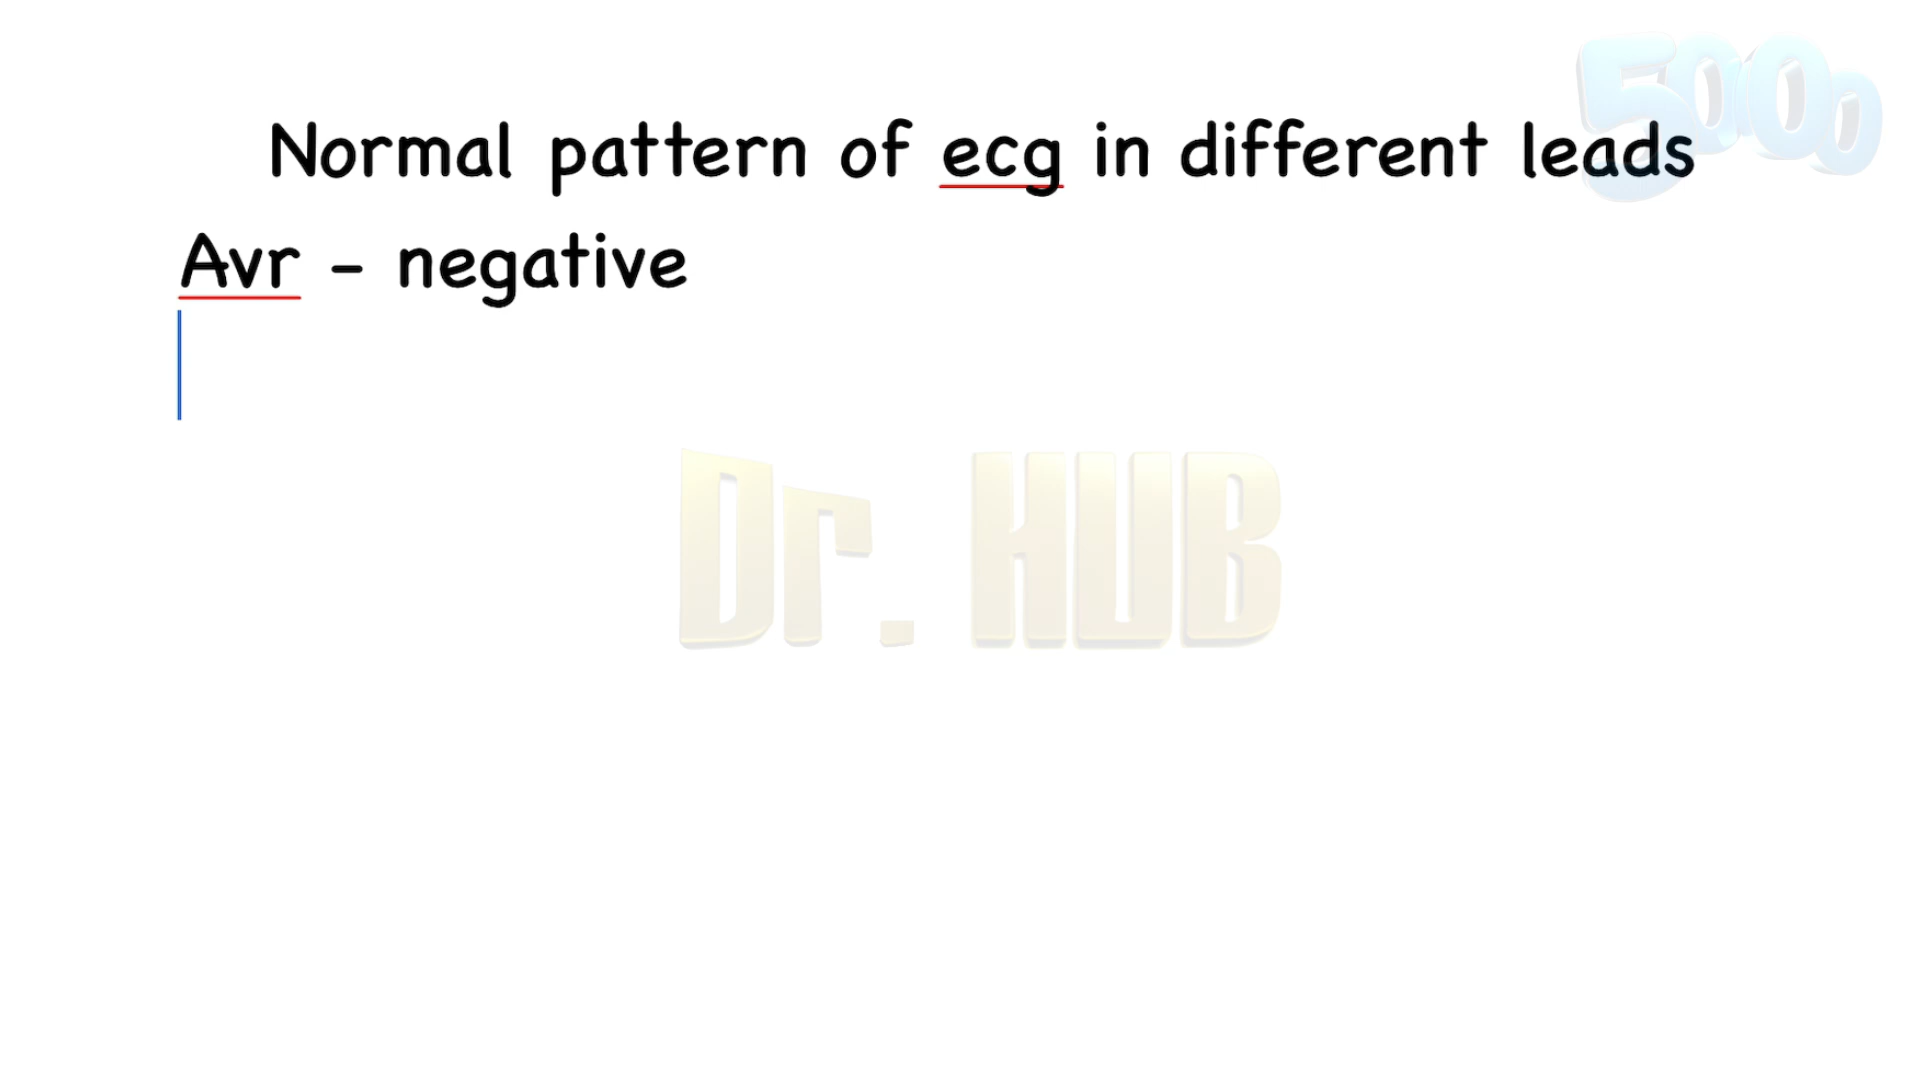 5000
Normal pattern of ecg in different leads
Avr - negative
Dr. HUB